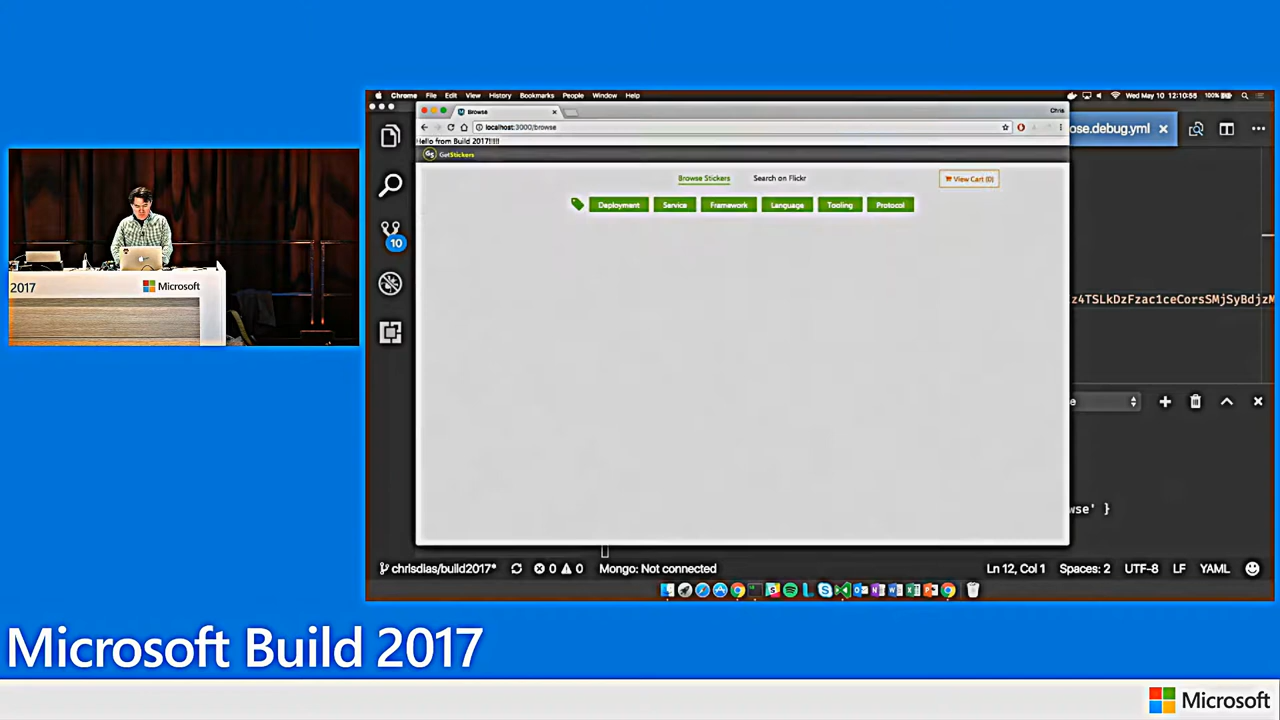 Chrome File Edit View History Bookmarks People Window Help
Wed May 10 12:10:58
100%
Browse
Chris
localhost:3000/browse
ose.debug.yml
Hello from Build 2017!!!!!
GS GetStickers
Browse Stickers
Search on Flickr
View Cart (0)
Deployment
Service
Framework
Language
Tooling
Protocol
10
2017
Microsoft
e
wse' }
chrisdias/build2017*
0
0
Mongo: Not connected
Ln 12, Col 1
Spaces: 2
UTF-8
LF
YAML
Microsoft Build 2017
Microsoft